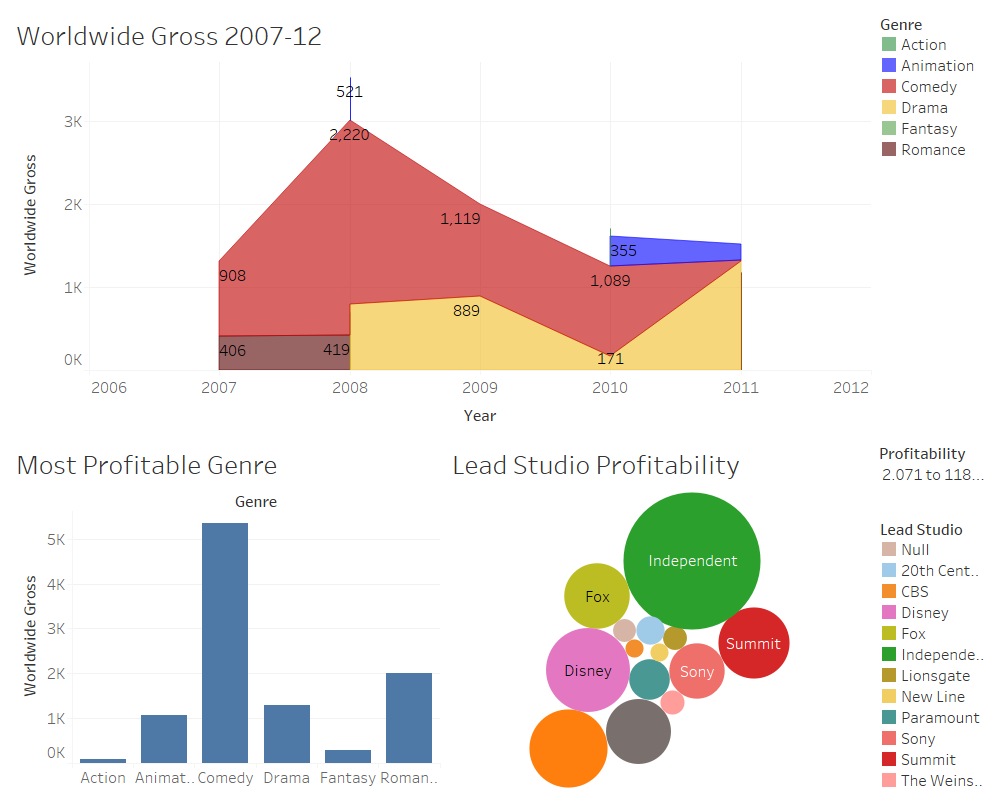 Worldwide Gross 2007-12
Genre
Action
Animation
Comedy
Drama
Fantasy
Romance
Worldwide Gross
3K
2K
1K
0K
521
2,220
1,119
908
355
1,089
889
406
419
171
2006 2007 2008 2009 2010 2011 2012
Year
Most Profitable Genre
Genre
Worldwide Gross
5K
4K
3K
2K
1K
0K
Action Animat.. Comedy Drama Fantasy Roman..
Lead Studio Profitability
Independent
Fox
Summit
Disney
Sony
Profitability
2.071 to 118...
Lead Studio
Null
20th Cent..
CBS
Disney
Fox
Independe..
Lionsgate
New Line
Paramount
Sony
Summit
The Weins..